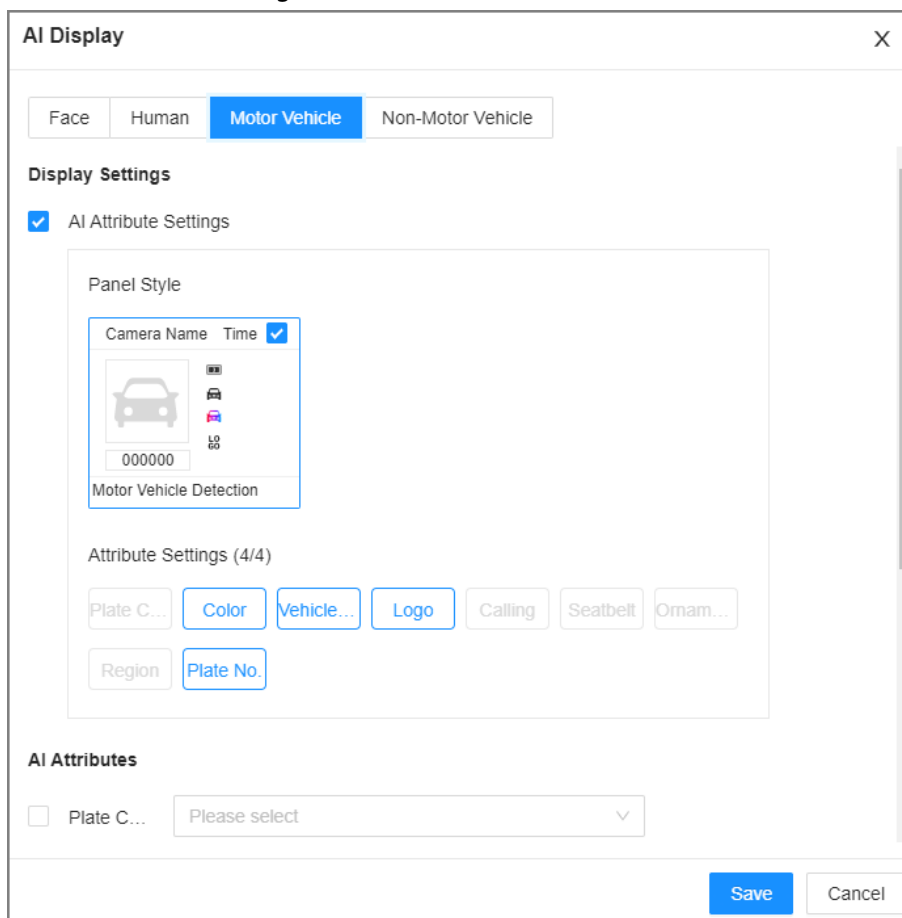 AI Display X
Face Human Motor Vehicle Non-Motor Vehicle
Display Settings
AI Attribute Settings
Panel Style
Camera Name Time
LO
GO
000000
Motor Vehicle Detection
Attribute Settings (4/4)
Plate C... Color Vehicle... Logo Calling Seatbelt Ornam...
Region Plate No.
AI Attributes
Plate C... Please select
Save Cancel